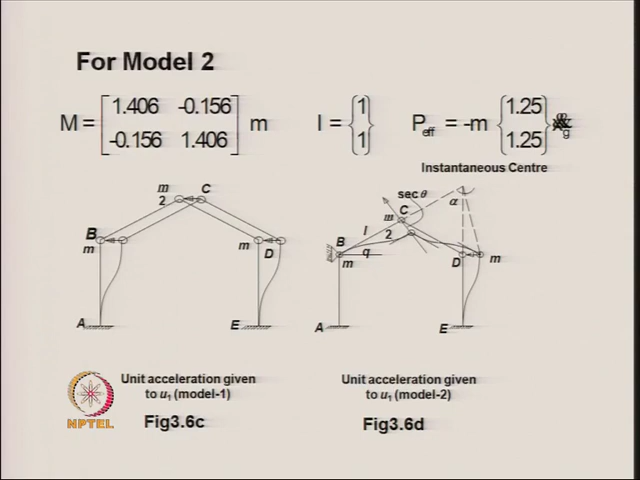 For Model 2
M = [1.406 -0.156
-0.156 1.406] m
I = {1
1}
P_eff = -m {1.25
1.25} ẍ_g
Instantaneous Centre
m
2 C
B
m
m D
A E
sec θ
α
m C
l 2
B
m q
D m
A E
Unit acceleration given
to u₁ (model-1)
Fig3.6c
Unit acceleration given
to u₁ (model-2)
Fig3.6d
NPTEL